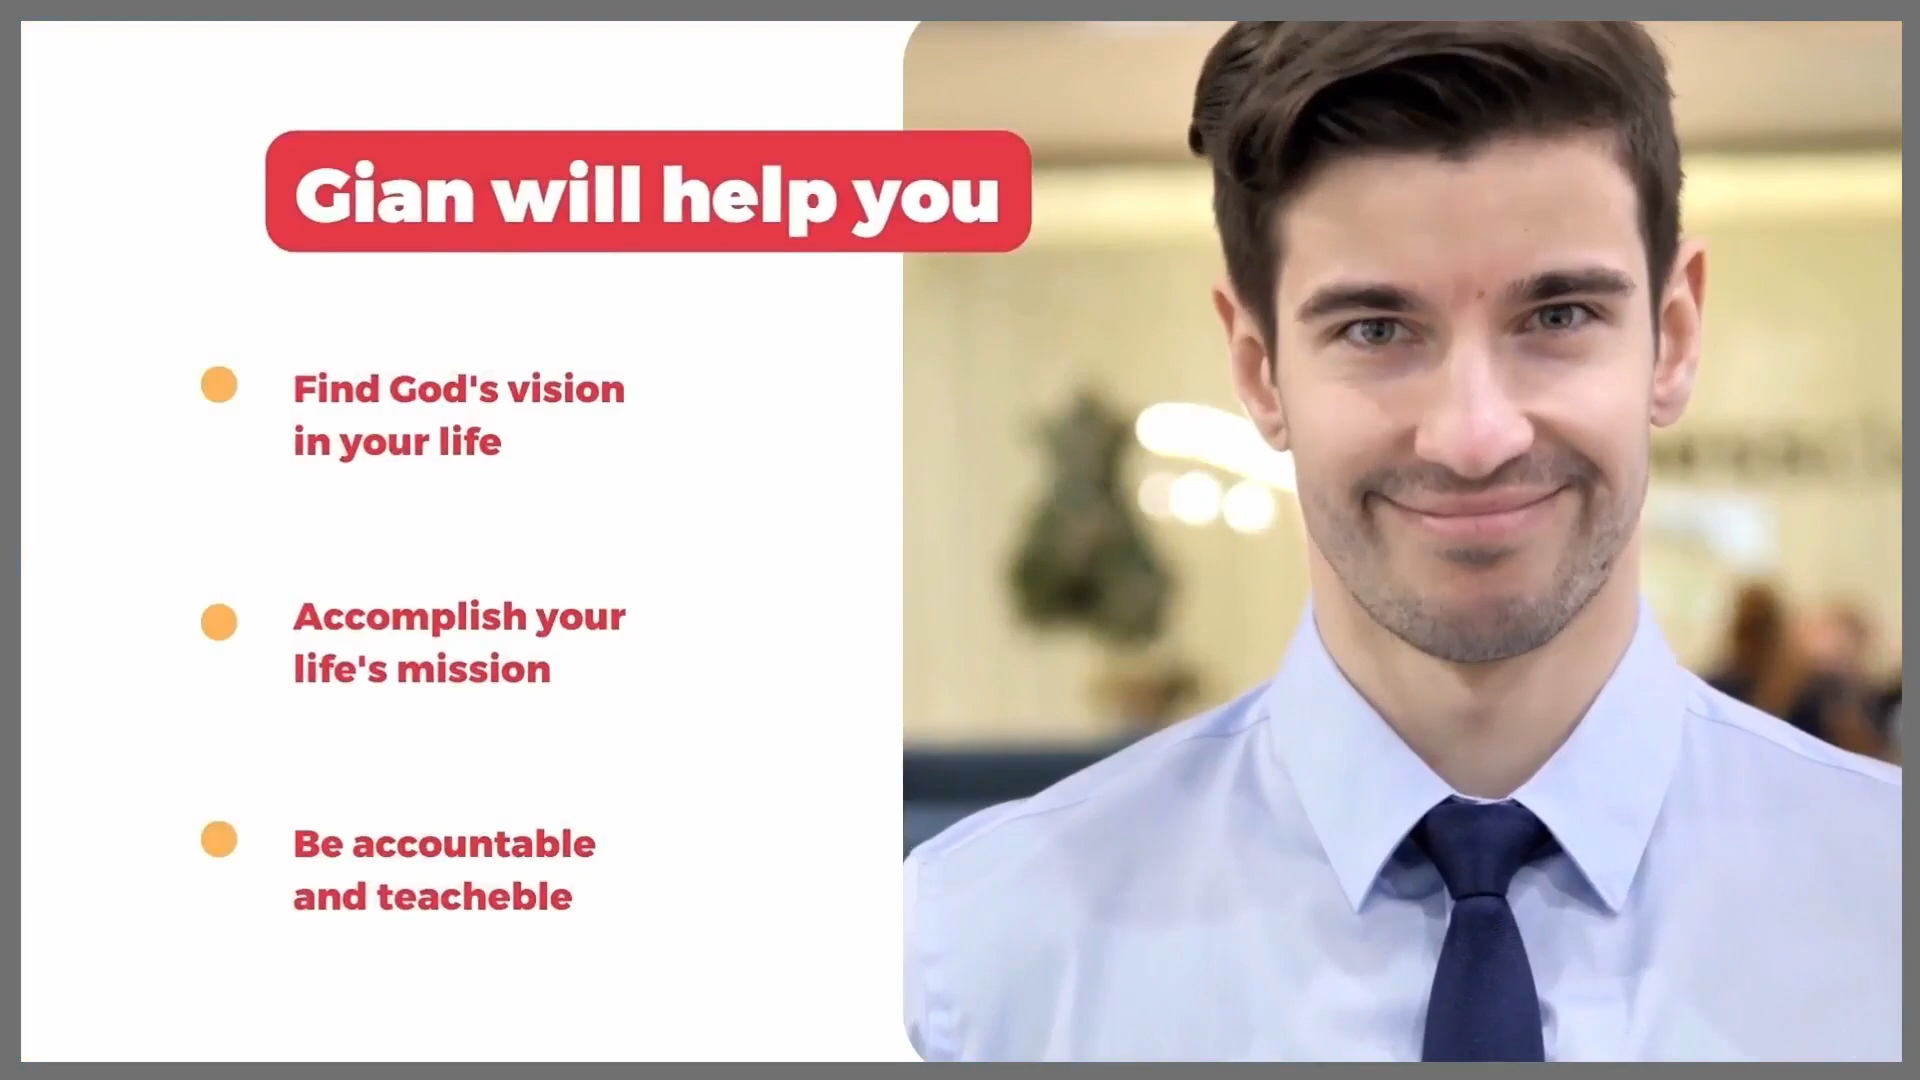 Gian will help you
Find God's vision
in your life
Accomplish your
life's mission
Be accountable
and teacheble